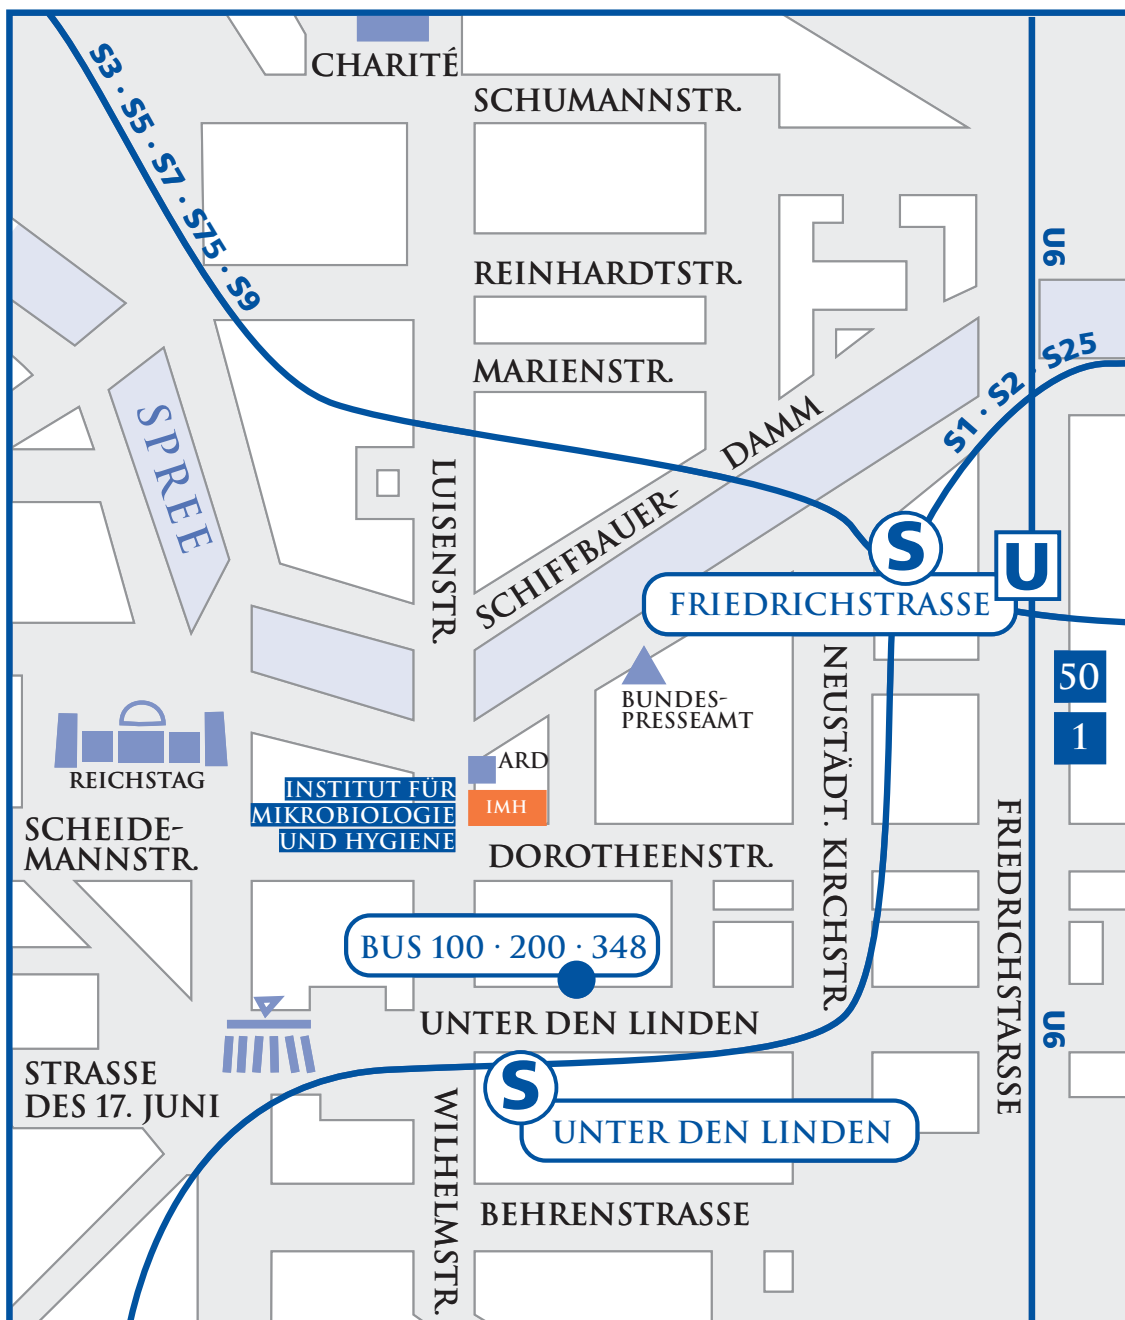 CHARITÉ
S3 · S5 · S7 · S75 · S9
SCHUMANNSTR.
U6
REINHARDTSTR.
S1 · S2 · S25
MARIENSTR.
SPREE
SCHIFFBAUER-
DAMM
LUISENSTR.
S
U
FRIEDRICHSTRASSE
50
1
BUNDES-
PRESSEAMT
NEUSTÄDT. KIRCHSTR.
REICHSTAG
ARD
INSTITUT FÜR
MIKROBIOLOGIE
UND HYGIENE
IMH
SCHEIDE-
MANNSTR.
DOROTHEENSTR.
FRIEDRICHSTARSSE
BUS 100 · 200 · 348
UNTER DEN LINDEN
U6
STRASSE
DES 17. JUNI
S
UNTER DEN LINDEN
WILHELMSTR.
BEHRENSTRASSE